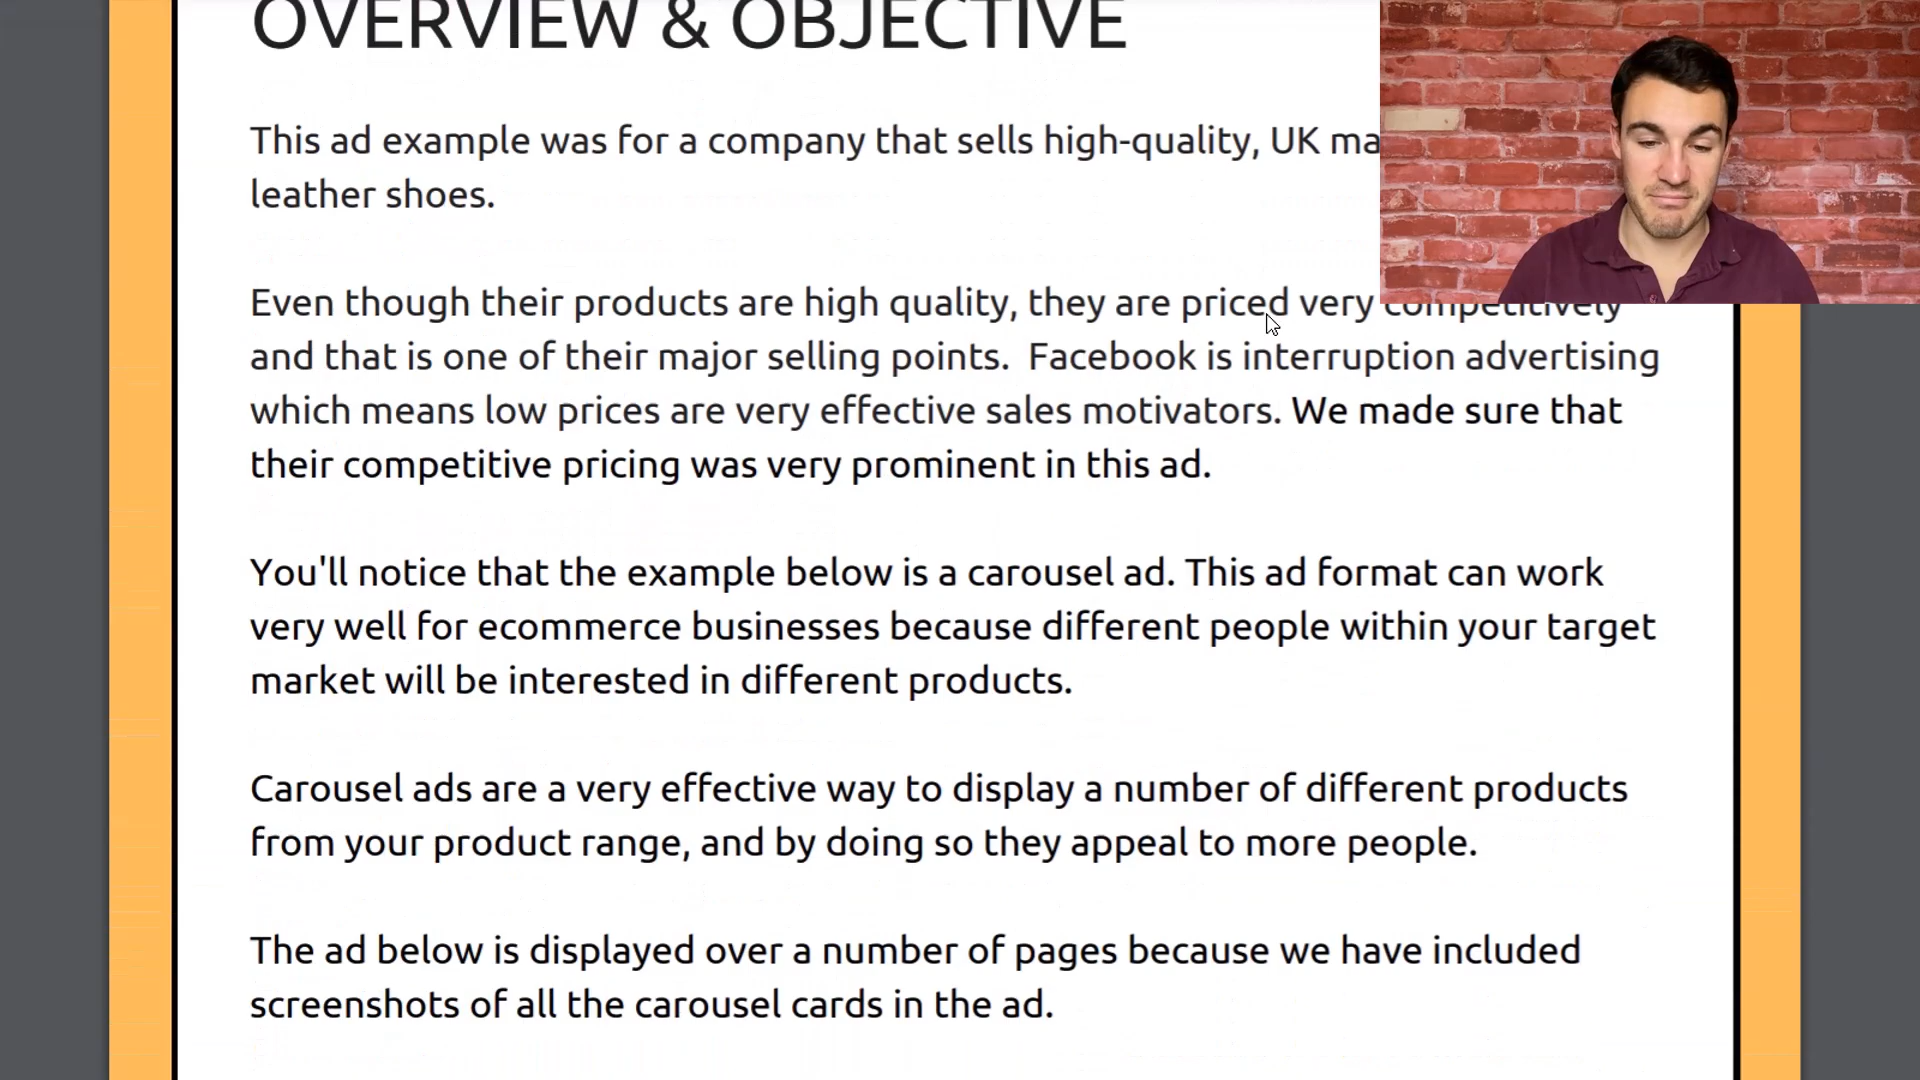 OVERVIEW & OBJECTIVE
This ad example was for a company that sells high-quality, UK
leather shoes.
Even though their products are high quality, they are priced very competitively
and that is one of their major selling points. Facebook is interruption advertising
which means low prices are very effective sales motivators. We made sure that
their competitive pricing was very prominent in this ad.
You'll notice that the example below is a carousel ad. This ad format can work
very well for ecommerce businesses because different people within your target
market will be interested in different products.
Carousel ads are a very effective way to display a number of different products
from your product range, and by doing so they appeal to more people.
The ad below is displayed over a number of pages because we have included
screenshots of all the carousel cards in the ad.